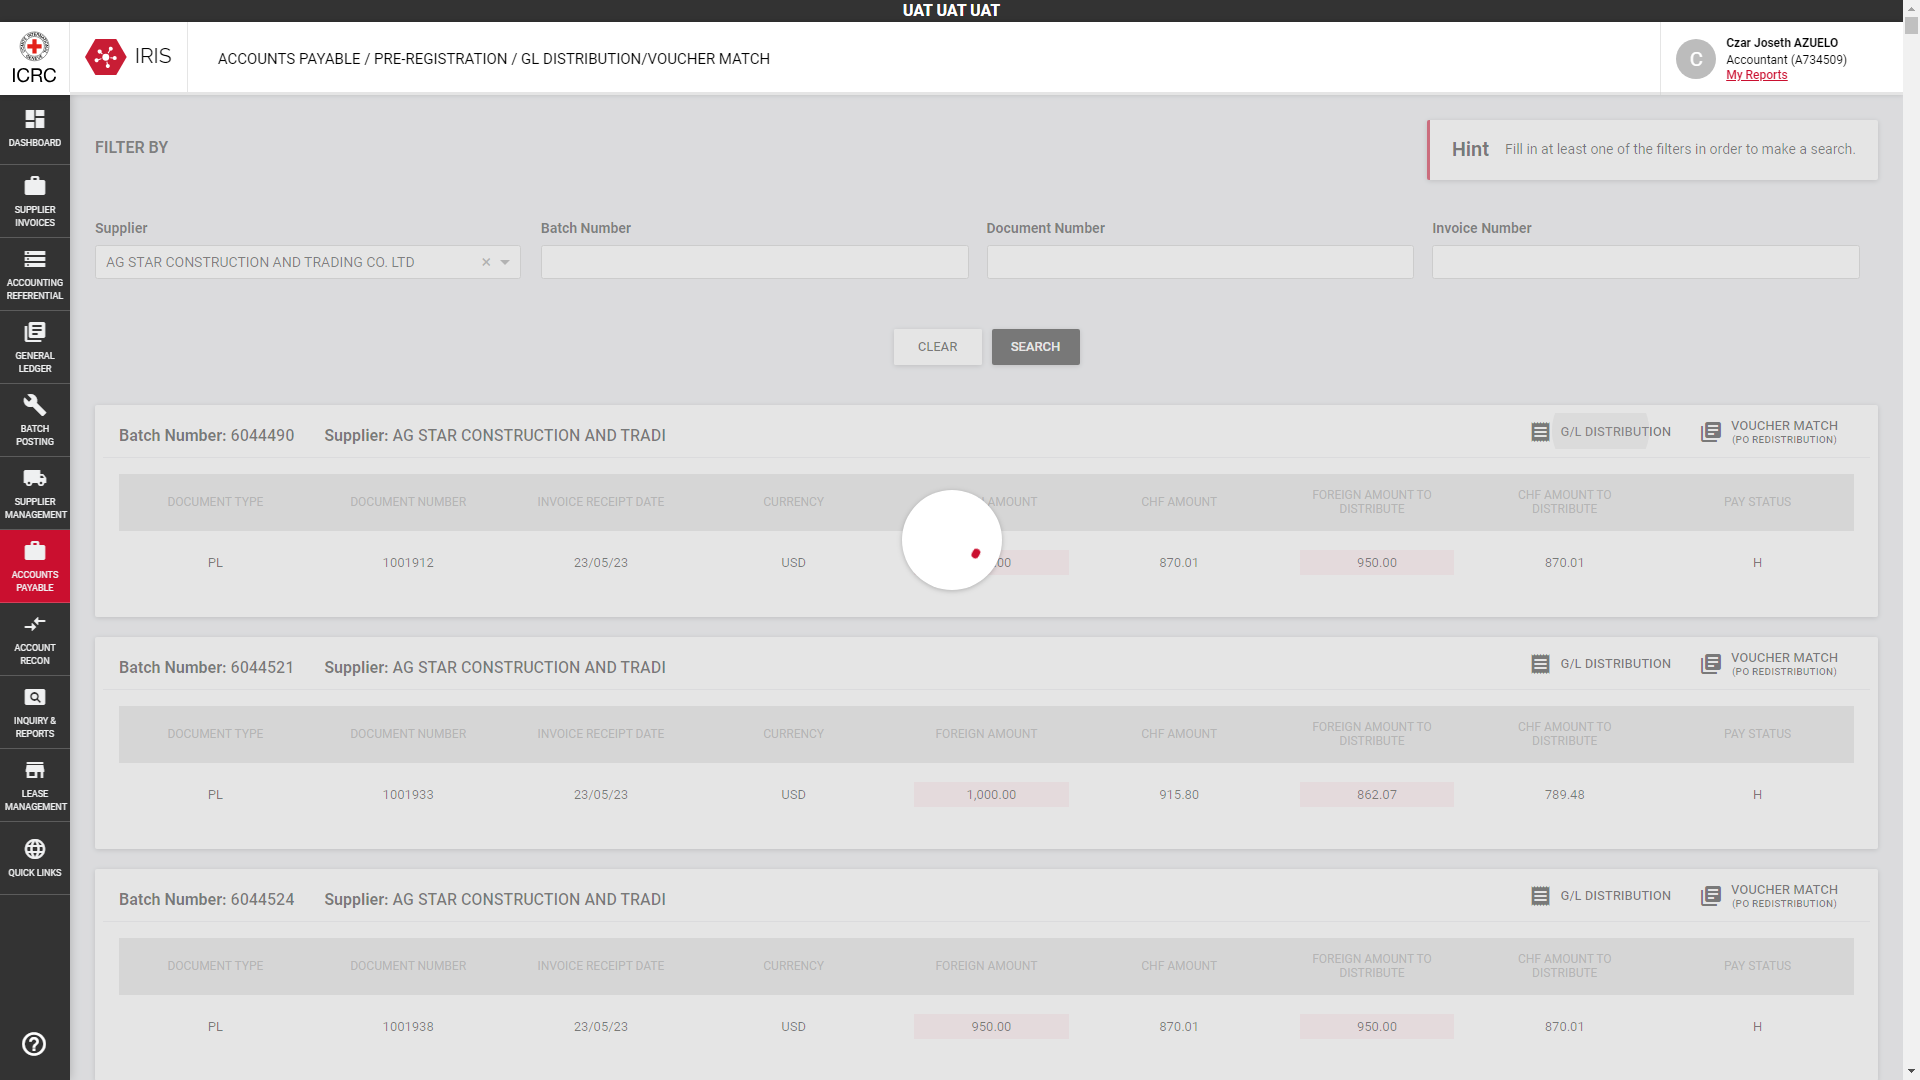 UAT UAT UAT
ICRC
IRIS
ACCOUNTS PAYABLE / PRE-REGISTRATION / GL DISTRIBUTION/VOUCHER MATCH
C
Czar Joseth AZUELO
Accountant (A734509)
My Reports
DASHBOARD
SUPPLIER
INVOICES
ACCOUNTING
REFERENTIAL
GENERAL
LEDGER
BATCH
POSTING
SUPPLIER
MANAGEMENT
ACCOUNTS
PAYABLE
ACCOUNT
RECON
INQUIRY &
REPORTS
LEASE
MANAGEMENT
QUICK LINKS
FILTER BY
Hint Fill in at least one of the filters in order to make a search.
Supplier Batch Number Document Number Invoice Number
AG STAR CONSTRUCTION AND TRADING CO. LTD
CLEAR SEARCH
Batch Number: 6044490 Supplier: AG STAR CONSTRUCTION AND TRADI
G/L DISTRIBUTION
VOUCHER MATCH
(PO REDISTRIBUTION)
DOCUMENT TYPE DOCUMENT NUMBER INVOICE RECEIPT DATE CURRENCY AMOUNT CHF AMOUNT FOREIGN AMOUNT TO DISTRIBUTE CHF AMOUNT TO DISTRIBUTE PAY STATUS
PL 1001912 23/05/23 USD .00 870.01 950.00 870.01 H
Batch Number: 6044521 Supplier: AG STAR CONSTRUCTION AND TRADI
G/L DISTRIBUTION
VOUCHER MATCH
(PO REDISTRIBUTION)
DOCUMENT TYPE DOCUMENT NUMBER INVOICE RECEIPT DATE CURRENCY FOREIGN AMOUNT CHF AMOUNT FOREIGN AMOUNT TO DISTRIBUTE CHF AMOUNT TO DISTRIBUTE PAY STATUS
PL 1001933 23/05/23 USD 1,000.00 915.80 862.07 789.48 H
Batch Number: 6044524 Supplier: AG STAR CONSTRUCTION AND TRADI
G/L DISTRIBUTION
VOUCHER MATCH
(PO REDISTRIBUTION)
DOCUMENT TYPE DOCUMENT NUMBER INVOICE RECEIPT DATE CURRENCY FOREIGN AMOUNT CHF AMOUNT FOREIGN AMOUNT TO DISTRIBUTE CHF AMOUNT TO DISTRIBUTE PAY STATUS
PL 1001938 23/05/23 USD 950.00 870.01 950.00 870.01 H